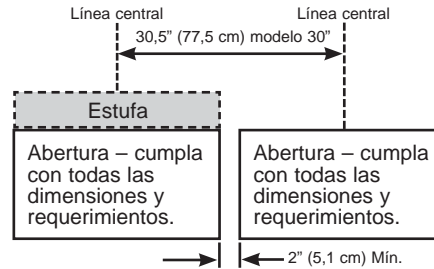 Línea central
Línea central
30,5” (77,5 cm) modelo 30”
Estufa
Abertura – cumpla
con todas las
dimensiones y
requerimientos.
Abertura – cumpla
con todas las
dimensiones y
requerimientos.
2” (5,1 cm) Mín.